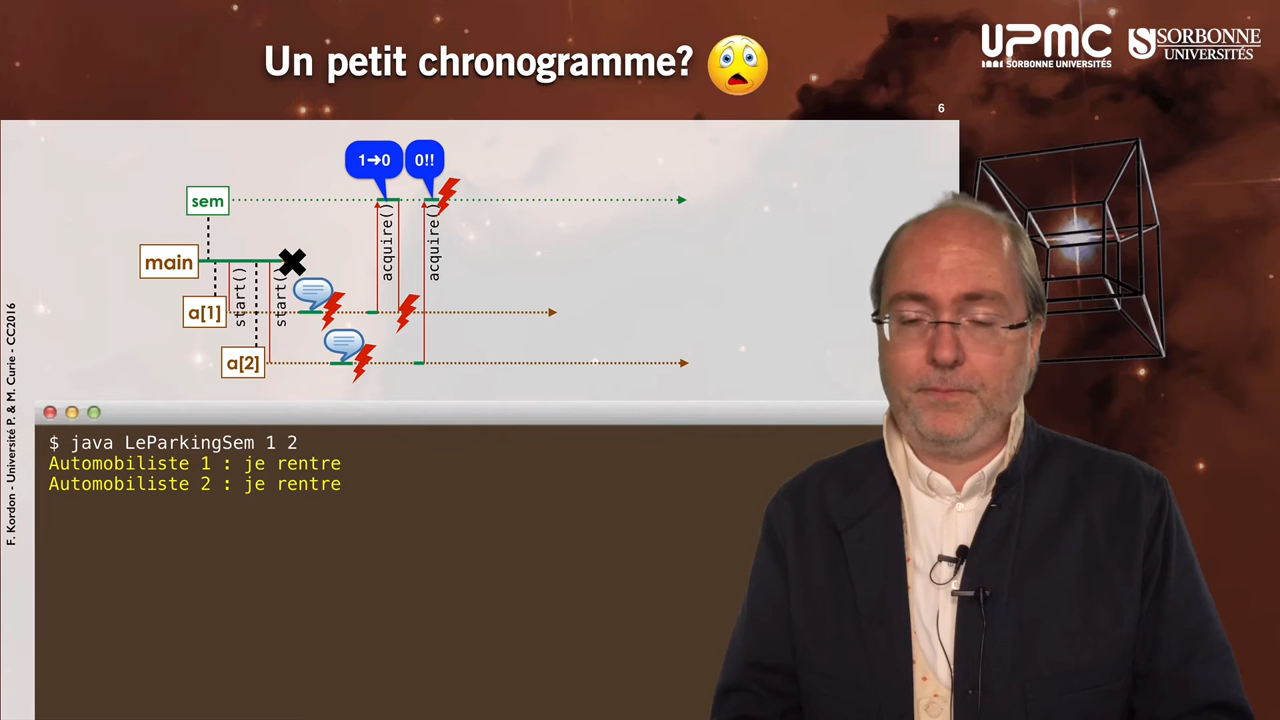 Un petit chronogramme?
UPMC
SORBONNE UNIVERSITÉS
SORBONNE
UNIVERSITÉS
6
1➜0
0!!
sem
acquire()
acquire()
main
start()
start()
a[1]
a[2]
F. Kordon - Université P. & M. Curie - CC2016
$ java LeParkingSem 1 2
Automobiliste 1 : je rentre
Automobiliste 2 : je rentre